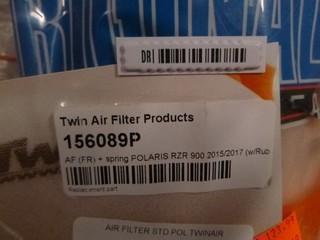 DR
Twin Air Filter Products
156089P
AF (FR) + spring POLARIS RZR 900 2015/2017 (w/Rub
Replacement part
AIR FILTER STD POL TWINAIR